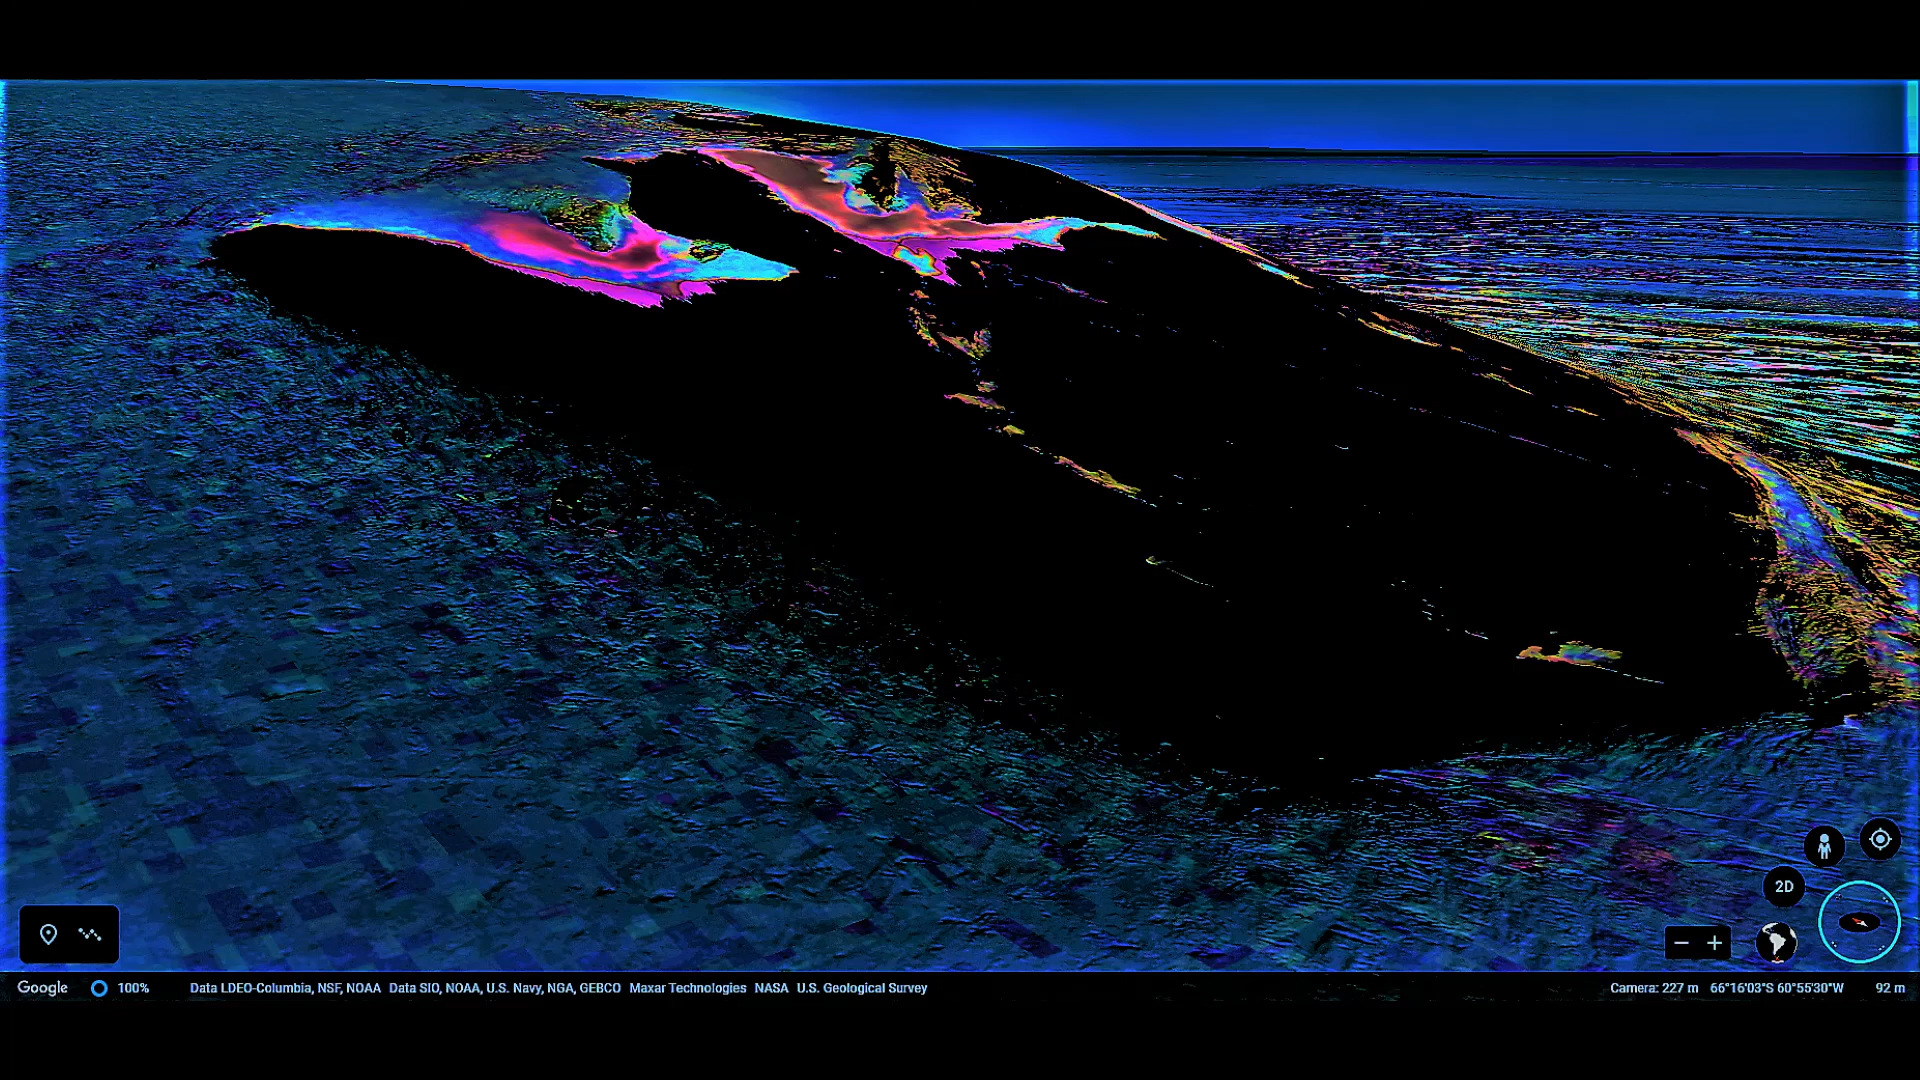 2D
Google 100% Data LDEO-Columbia, NSF, NOAA Data SIO, NOAA, U.S. Navy, NGA, GEBCO Maxar Technologies NASA U.S. Geological Survey Camera: 227 m 66°16'03"S 60°55'30"W 92 m